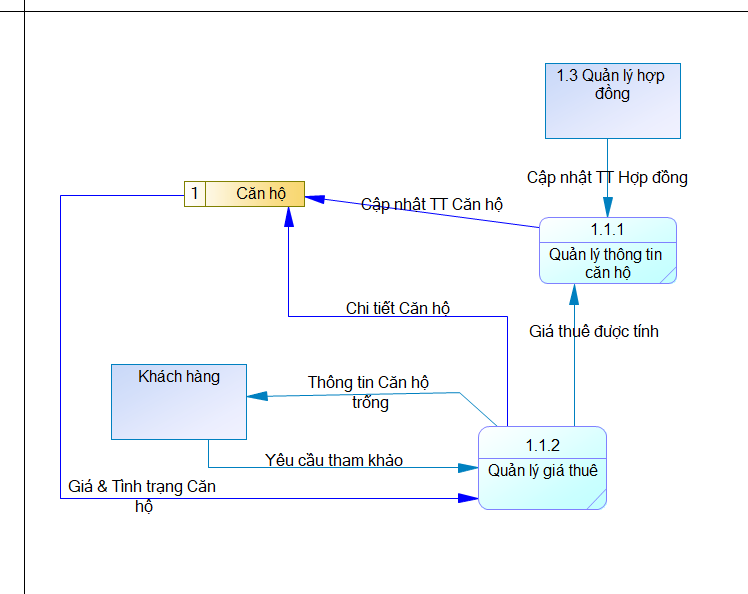 1.3 Quản lý hợp
đồng
Cập nhật TT Hợp đồng
1 Căn hộ
Cập nhật TT Căn hộ
1.1.1
Quản lý thông tin
căn hộ
Chi tiết Căn hộ
Giá thuê được tính
Khách hàng
Thông tin Căn hộ
trống
1.1.2
Quản lý giá thuê
Yêu cầu tham khảo
Giá & Tình trạng Căn
hộ